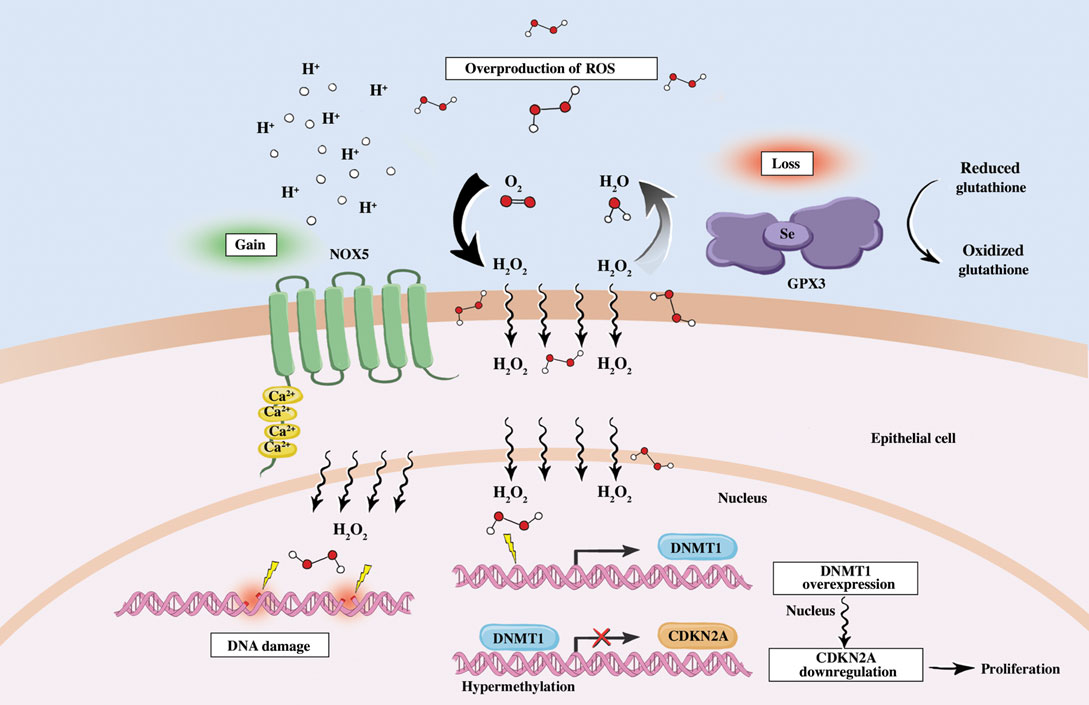 Overproduction of ROS
H⁺
H⁺
H⁺
H⁺
H⁺
H⁺
H⁺
Gain
NOX5
O₂
H₂O
H₂O₂
H₂O₂
Loss
Se
GPX3
Reduced
glutathione
Oxidized
glutathione
H₂O₂
H₂O₂
Ca²⁺
Ca²⁺
Ca²⁺
Ca²⁺
Epithelial cell
H₂O₂
H₂O₂
Nucleus
H₂O₂
DNA damage
DNMT1
DNMT1
CDKN2A
Hypermethylation
DNMT1
overexpression
Nucleus
CDKN2A
downregulation
Proliferation